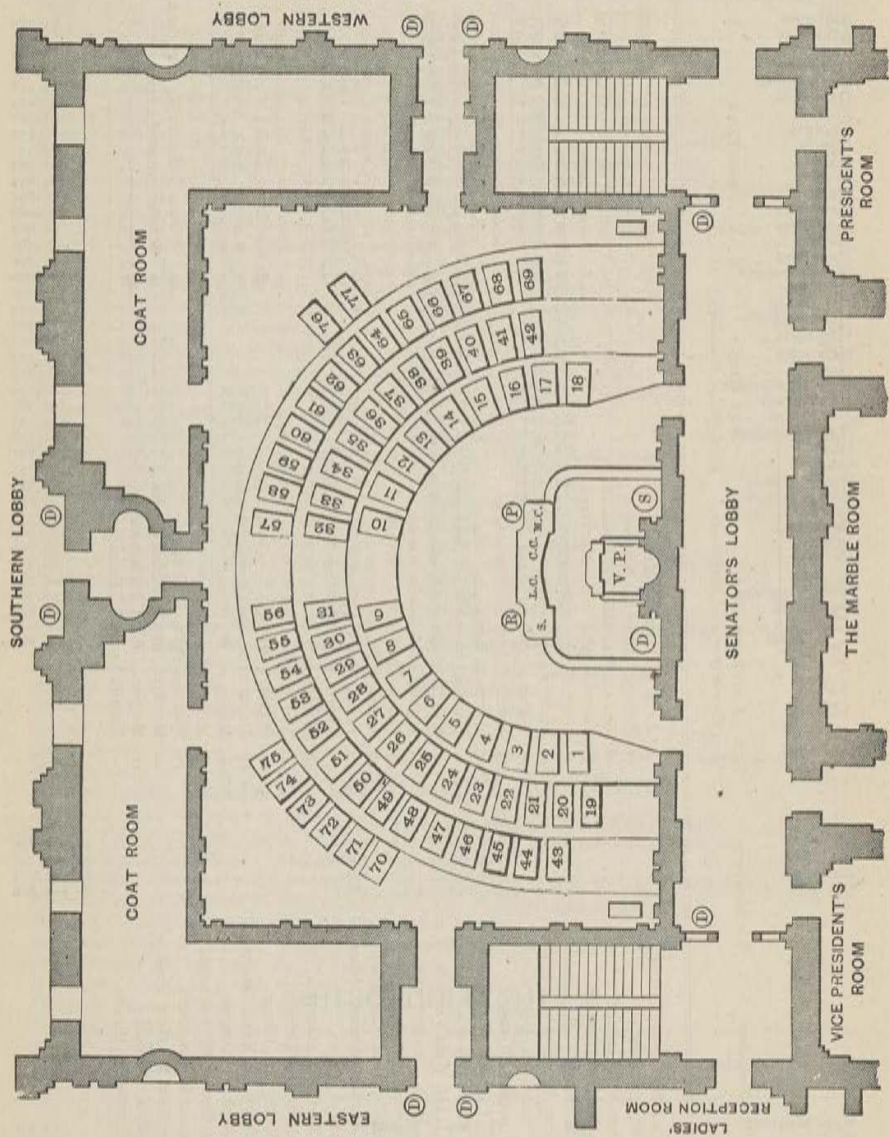 SOUTHERN LOBBY
WESTERN LOBBY
EASTERN LOBBY
D
D
D
D
D
D
COAT ROOM
COAT ROOM
70 71 72 73 74 75
76 77
43 44 45 46 47 48 49 50 51 52 53 54 55 56
57 58 59 60 61 62 63 64 65 66 67 68 69
19 20 21 22 23 24 25 26 27 28 29 30 31
32 33 34 35 36 37 38 39 40 41 42
1 2 3 4 5 6 7 8 9
10 11 12 13 14 15 16 17 18
R
P
S. L.C. C.C. M.C.
V.P.
D
S
D
D
SENATOR'S LOBBY
LADIES'
RECEPTION ROOM
VICE PRESIDENT'S
ROOM
THE MARBLE ROOM
PRESIDENT'S
ROOM